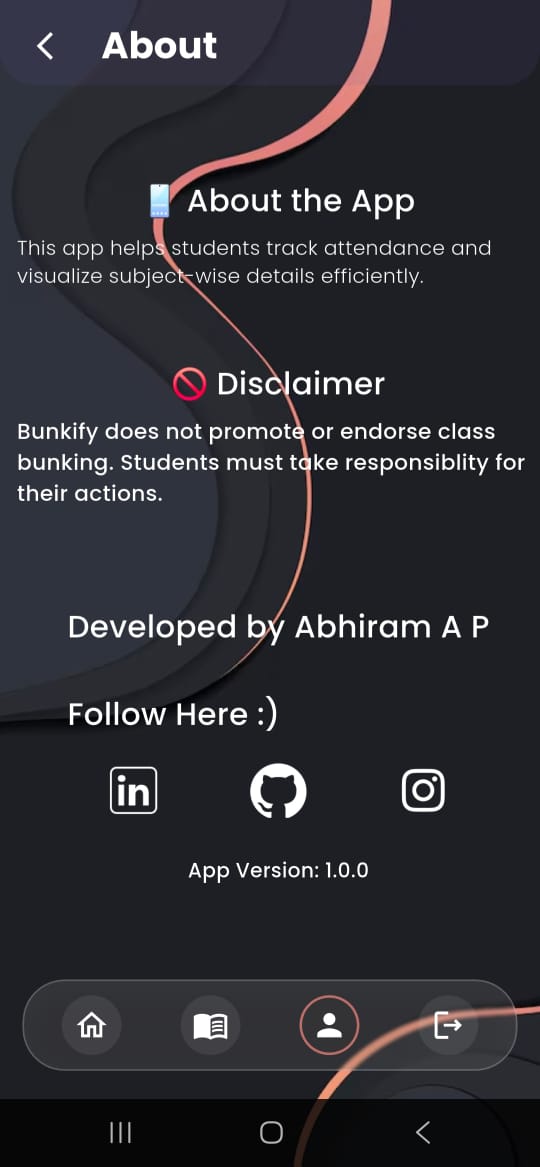 About
About the App
This app helps students track attendance and
visualize subject-wise details efficiently.
Disclaimer
Bunkify does not promote or endorse class
bunking. Students must take responsiblity for
their actions.
Developed by Abhiram A P
Follow Here :)
in
App Version: 1.0.0